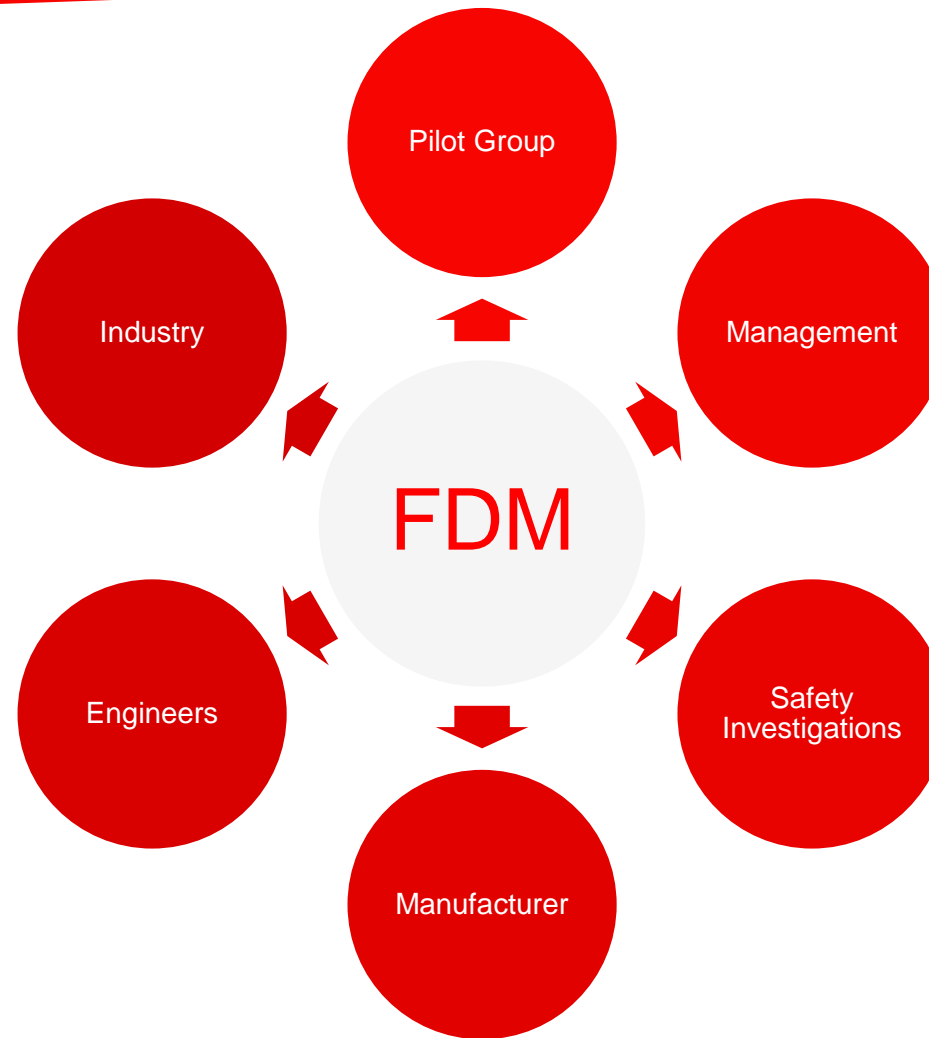 Pilot Group
Industry
Management
FDM
Engineers
Safety
Investigations
Manufacturer